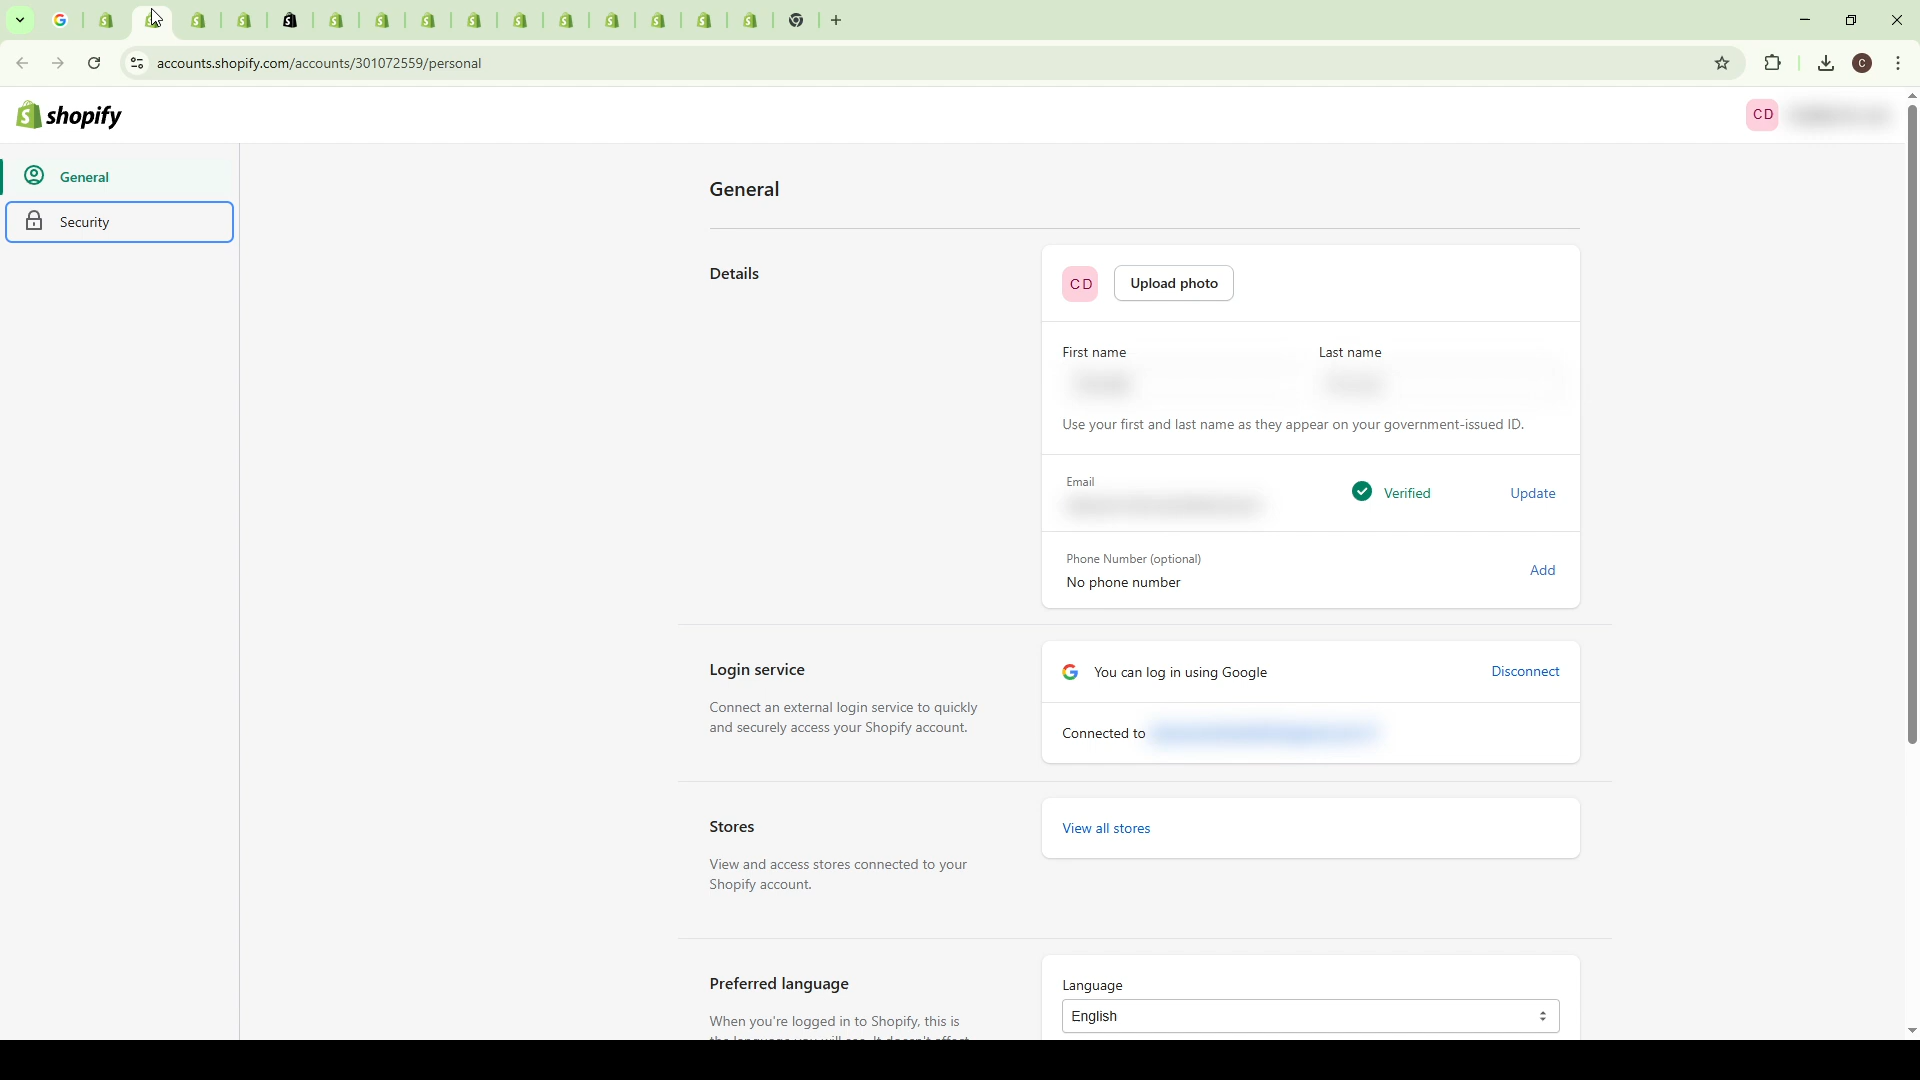 accounts.shopify.com/accounts/301072559/personal
C
shopify
CD
General
Security
General
Details
CD
Upload photo
First name
Last name
Use your first and last name as they appear on your government-issued ID.
Email
Verified
Update
Phone Number (optional)
No phone number
Add
Login service
Connect an external login service to quickly
and securely access your Shopify account.
You can log in using Google
Disconnect
Connected to
Stores
View and access stores connected to your
Shopify account.
View all stores
Preferred language
When you're logged in to Shopify, this is
Language
English